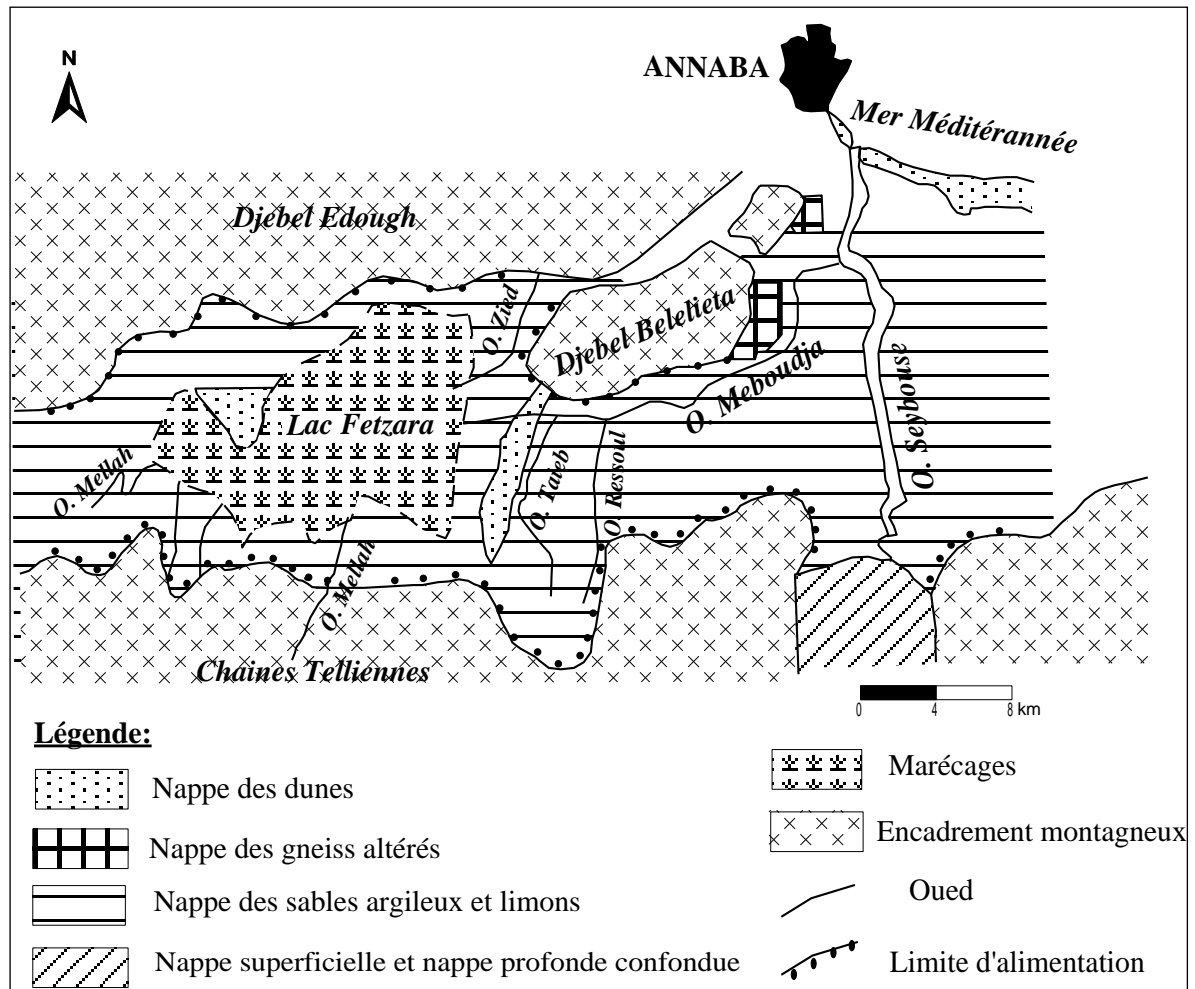 N
ANNABA
Mer Méditérannée
Djebel Edough
O. Zied
Djebel Belelieta
O. Meboudja
O. Seybouse
Lac Fetzara
O. Mellah
O. Taieb
O Ressoul
O. Mellah
Chaines Telliennes
0 4 8 km
Légende:
Nappe des dunes
Nappe des gneiss altérés
Nappe des sables argileux et limons
Nappe superficielle et nappe profonde confondue
Marécages
Encadrement montagneux
Oued
Limite d'alimentation